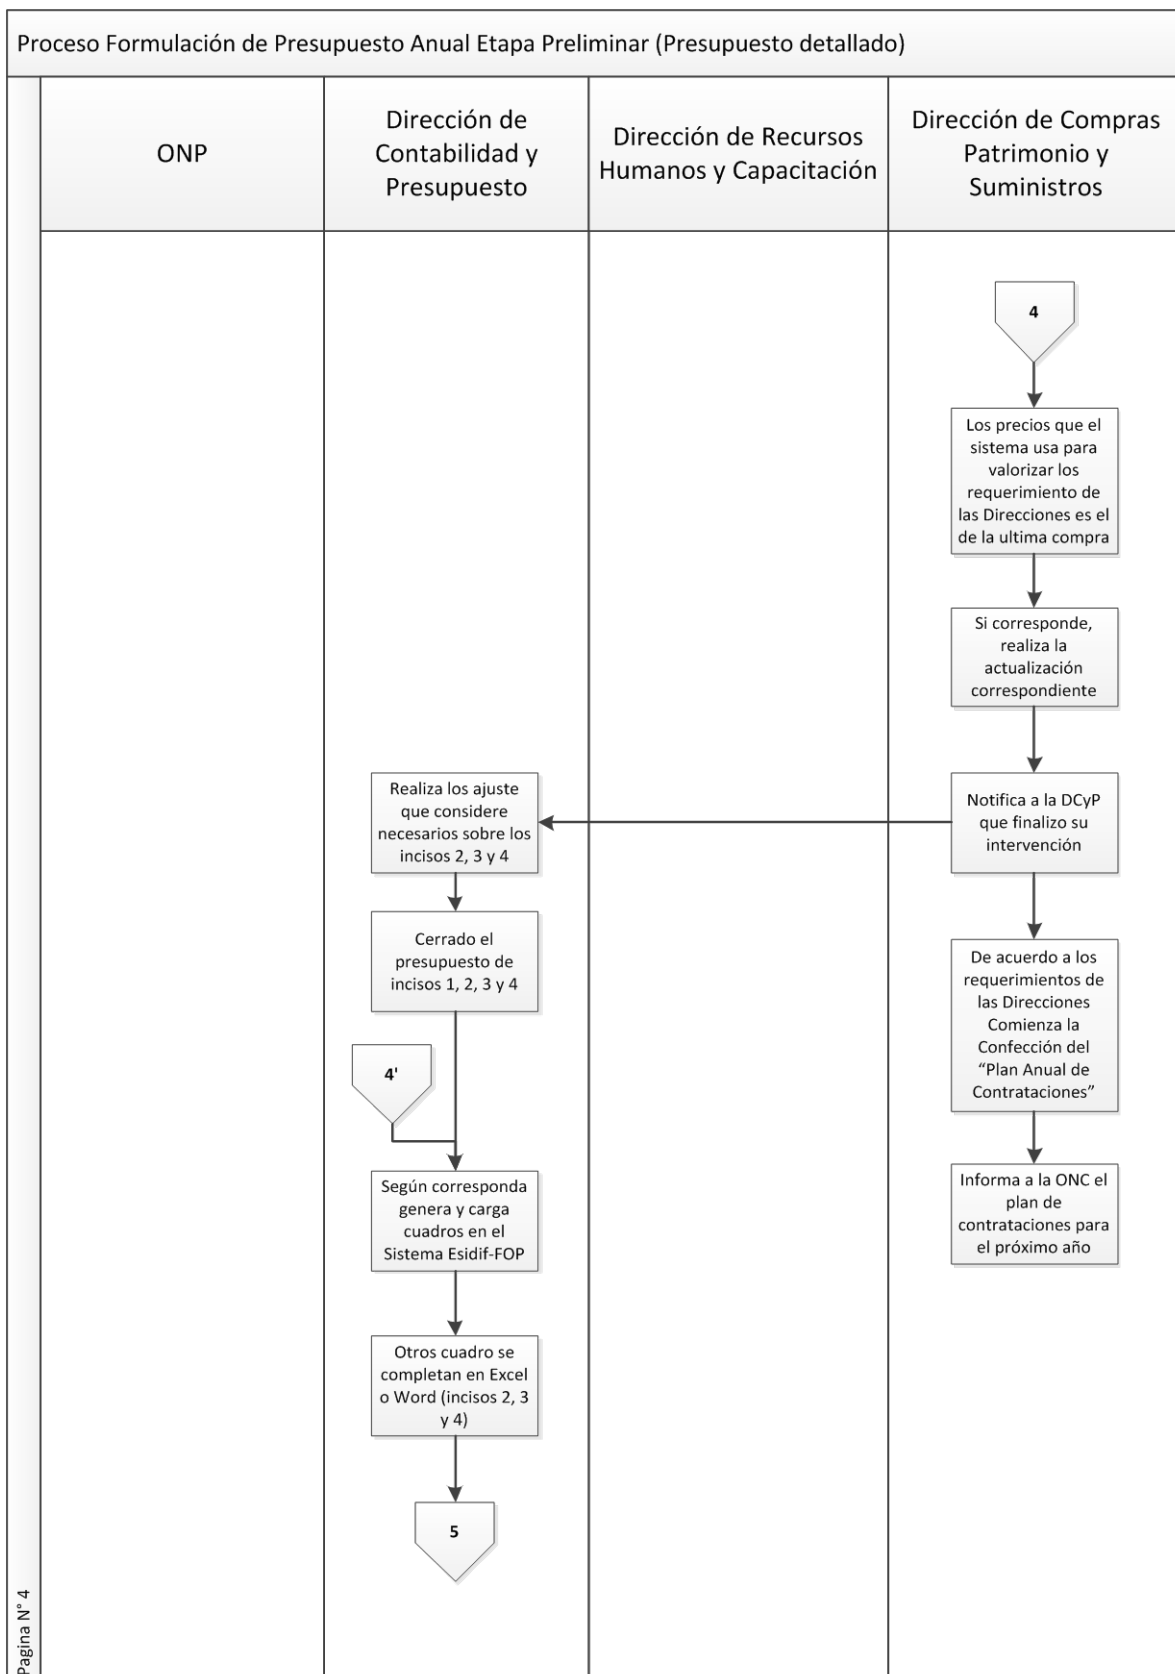 Proceso Formulación de Presupuesto Anual Etapa Preliminar (Presupuesto detallado)
ONP
Dirección de
Contabilidad y
Presupuesto
Dirección de Recursos
Humanos y Capacitación
Dirección de Compras
Patrimonio y
Suministros
4
Los precios que el
sistema usa para
valorizar los
requerimiento de
las Direcciones es el
de la ultima compra
Si corresponde,
realiza la
actualización
correspondiente
Notifica a la DCyP
que finalizo su
intervención
Realiza los ajuste
que considere
necesarios sobre los
incisos 2, 3 y 4
Cerrado el
presupuesto de
incisos 1, 2, 3 y 4
De acuerdo a los
requerimientos de
las Direcciones
Comienza la
Confección del
“Plan Anual de
Contrataciones”
4'
Según corresponda
genera y carga
cuadros en el
Sistema Esidif-FOP
Informa a la ONC el
plan de
contrataciones para
el próximo año
Otros cuadro se
completan en Excel
o Word (incisos 2, 3
y 4)
5
Pagina N° 4